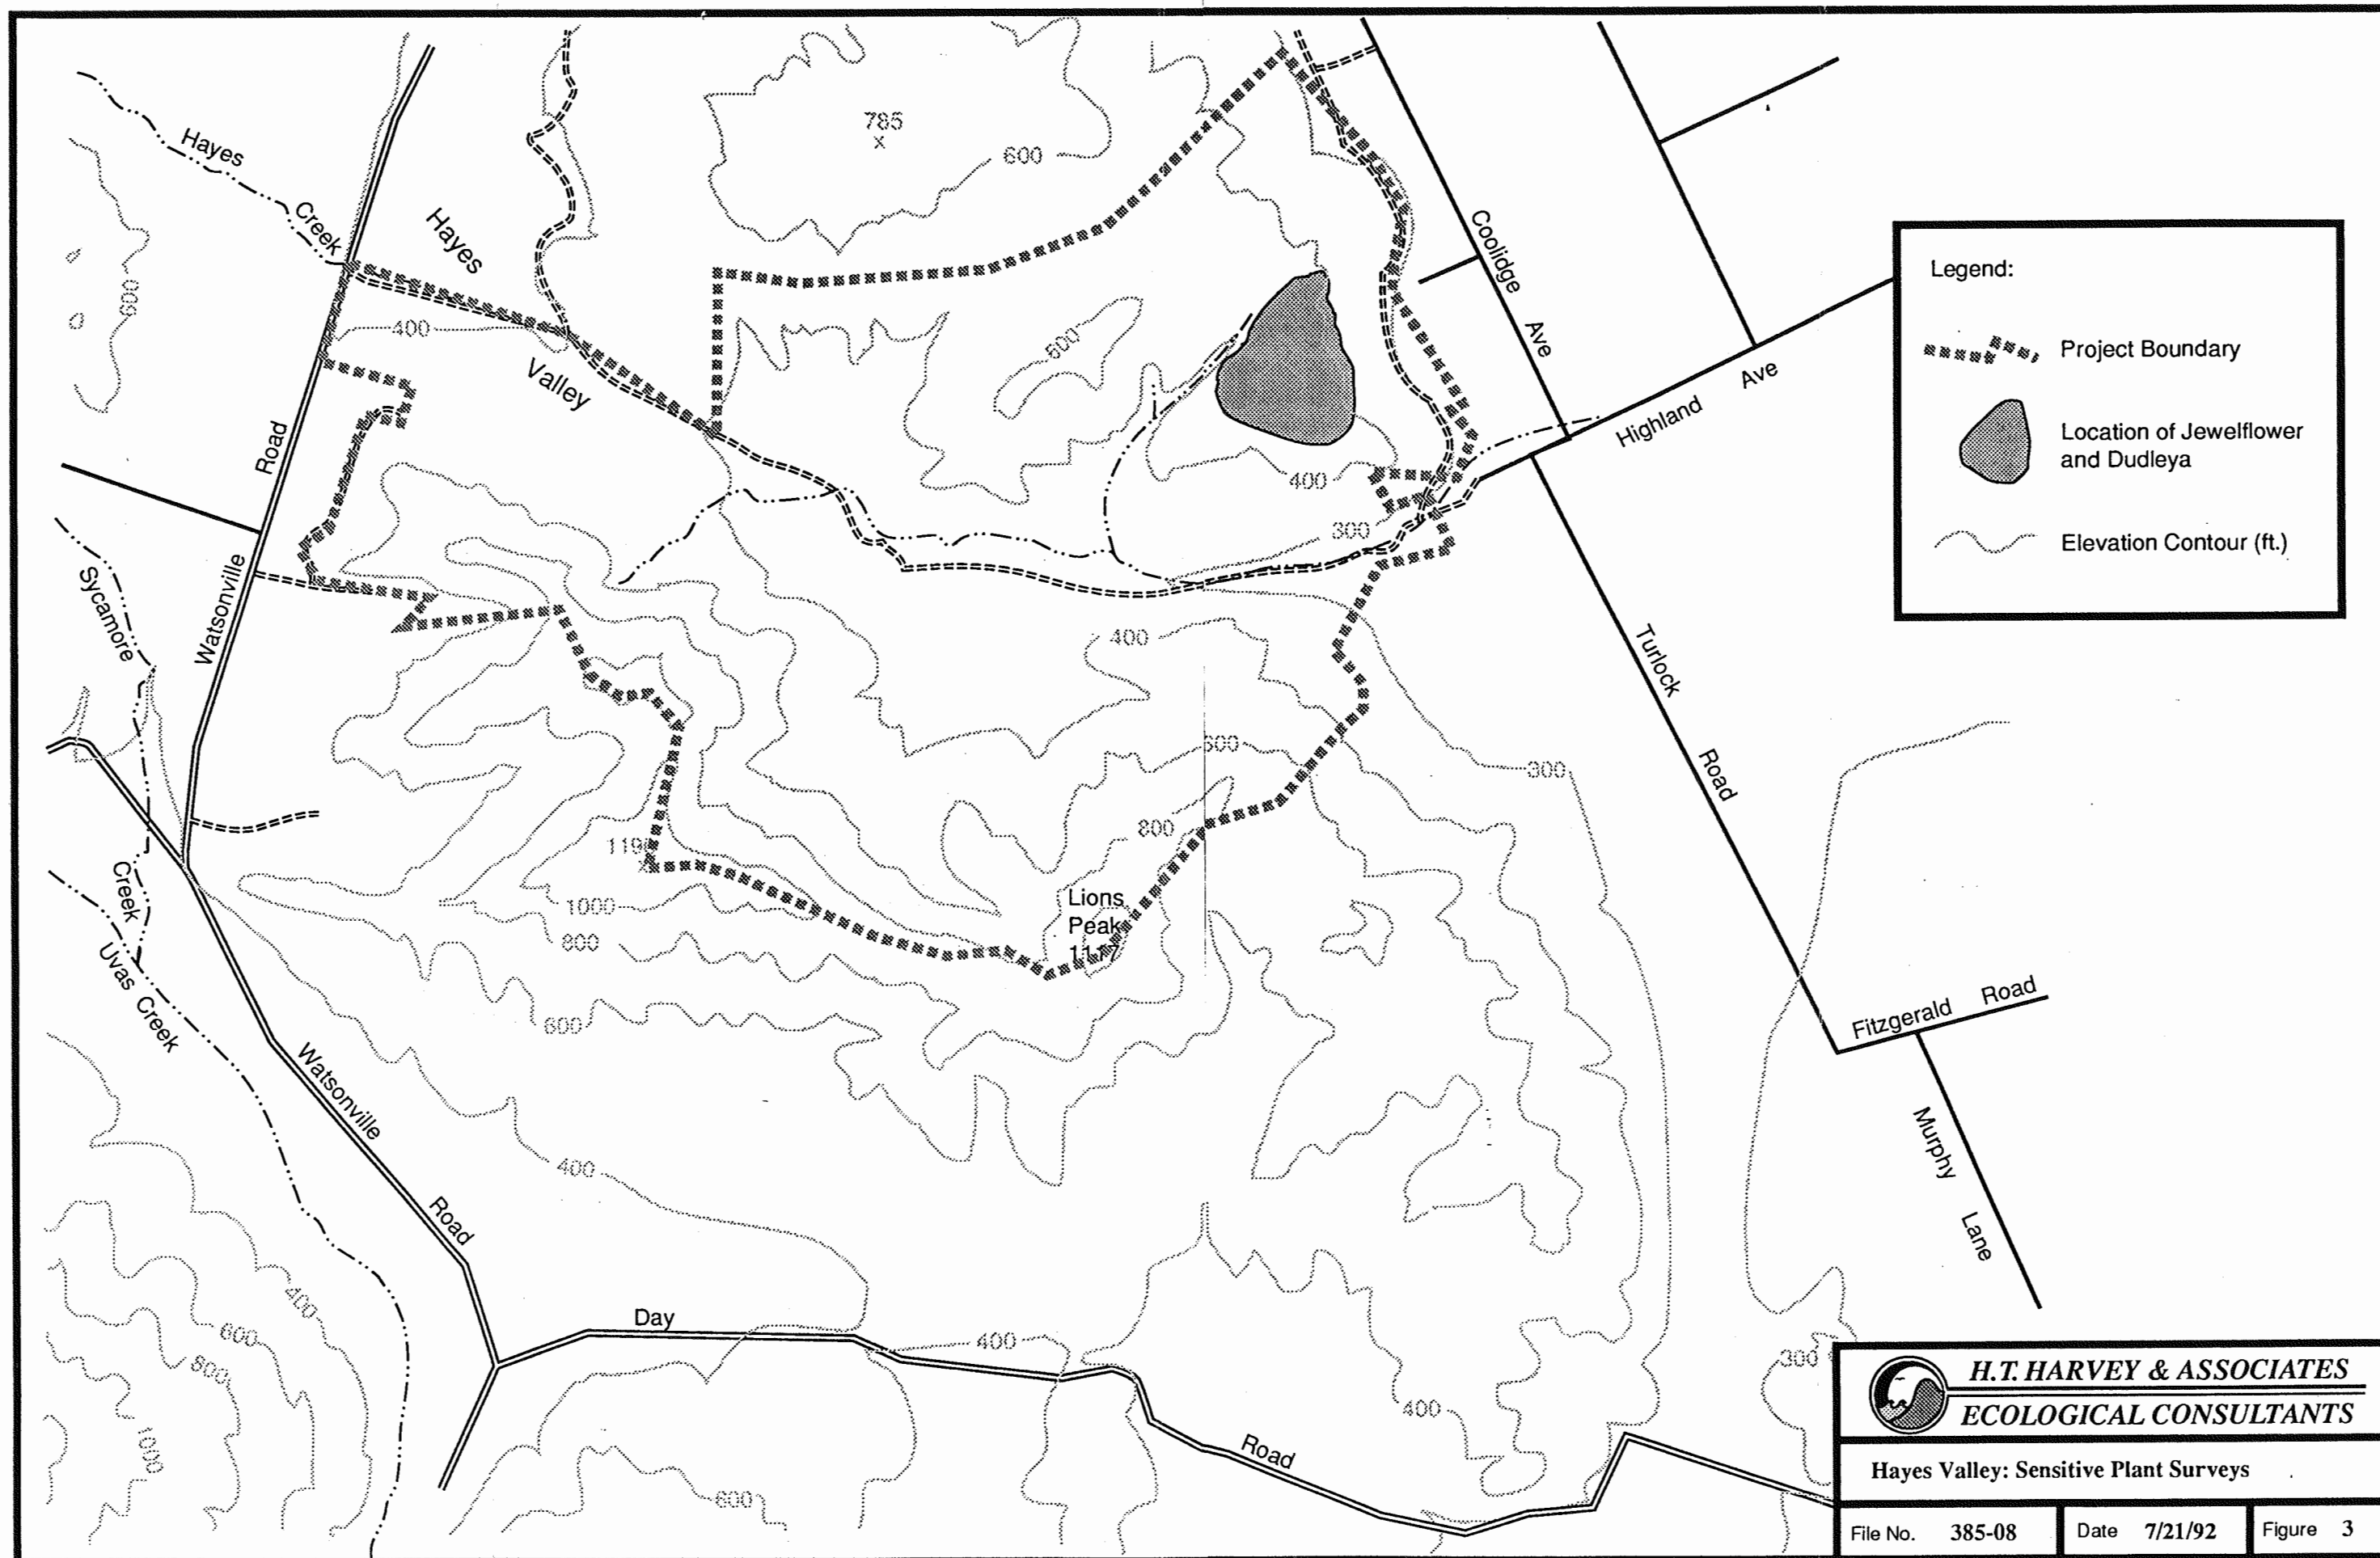 785
x
600
Hayes
Creek
Hayes
Valley
600
400
600
Coolidge
Ave
Highland
Ave
400
300
Road
Watsonville
Sycamore
Creek
Uvas Creek
400
600
300
800
Turlock
Road
1000
800
Lions
Peak
1177
600
Fitzgerald Road
Murphy
Lane
Watsonville
Road
400
Day
Road
400
400
600
800
1000
600
400
300
Legend:
Project Boundary
Location of Jewelflower
and Dudleya
Elevation Contour (ft.)
H.T. HARVEY & ASSOCIATES
ECOLOGICAL CONSULTANTS
Hayes Valley: Sensitive Plant Surveys
File No. 385-08
Date 7/21/92
Figure 3